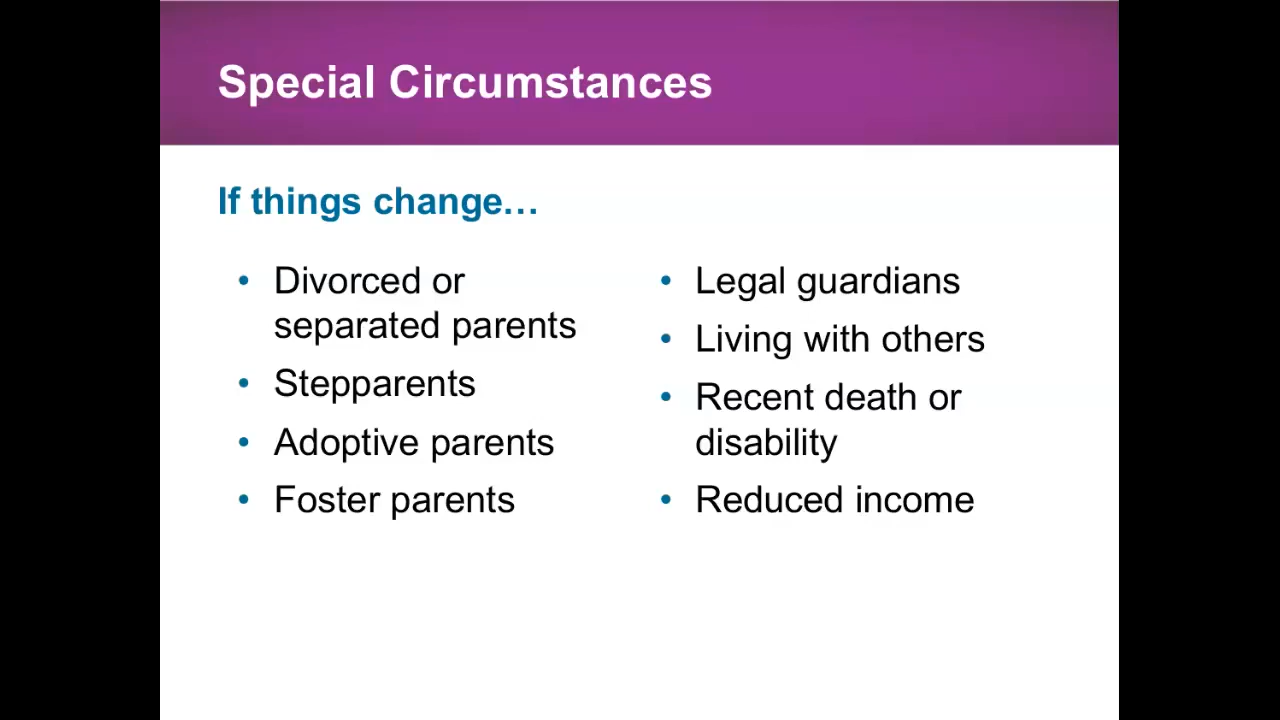 Special Circumstances
If things change…
• Divorced or
separated parents
• Stepparents
• Adoptive parents
• Foster parents
• Legal guardians
• Living with others
• Recent death or
disability
• Reduced income